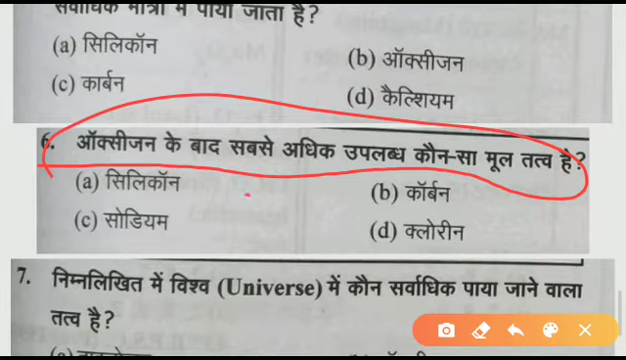 सर्वाधिक मात्रा में पाया जाता है?
(a) सिलिकॉन
(b) ऑक्सीजन
(c) कार्बन
(d) कैल्शियम
6. ऑक्सीजन के बाद सबसे अधिक उपलब्ध कौन-सा मूल तत्व है?
(a) सिलिकॉन
(b) कॉर्बन
(c) सोडियम
(d) क्लोरीन
7. निम्नलिखित में विश्व (Universe) में कौन सर्वाधिक पाया जाने वाला
तत्व है?